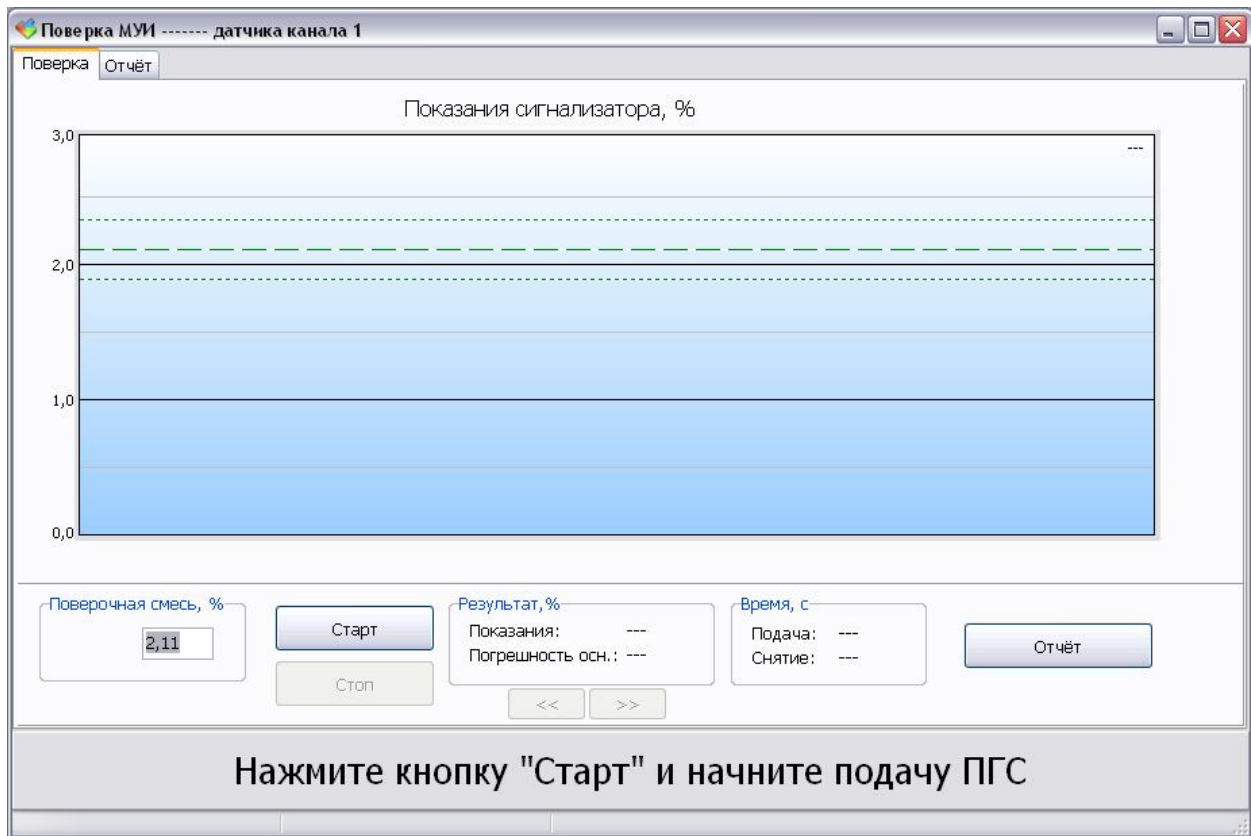 Поверка МУИ ------- датчика канала 1
Поверка Отчёт
Показания сигнализатора, %
3,0
---
2,0
1,0
0,0
Поверочная смесь, %
2,11
Старт
Стоп
Результат,%
Показания: ---
Погрешность осн.: ---
<< >>
Время, с
Подача: ---
Снятие: ---
Отчёт
Нажмите кнопку "Старт" и начните подачу ПГС